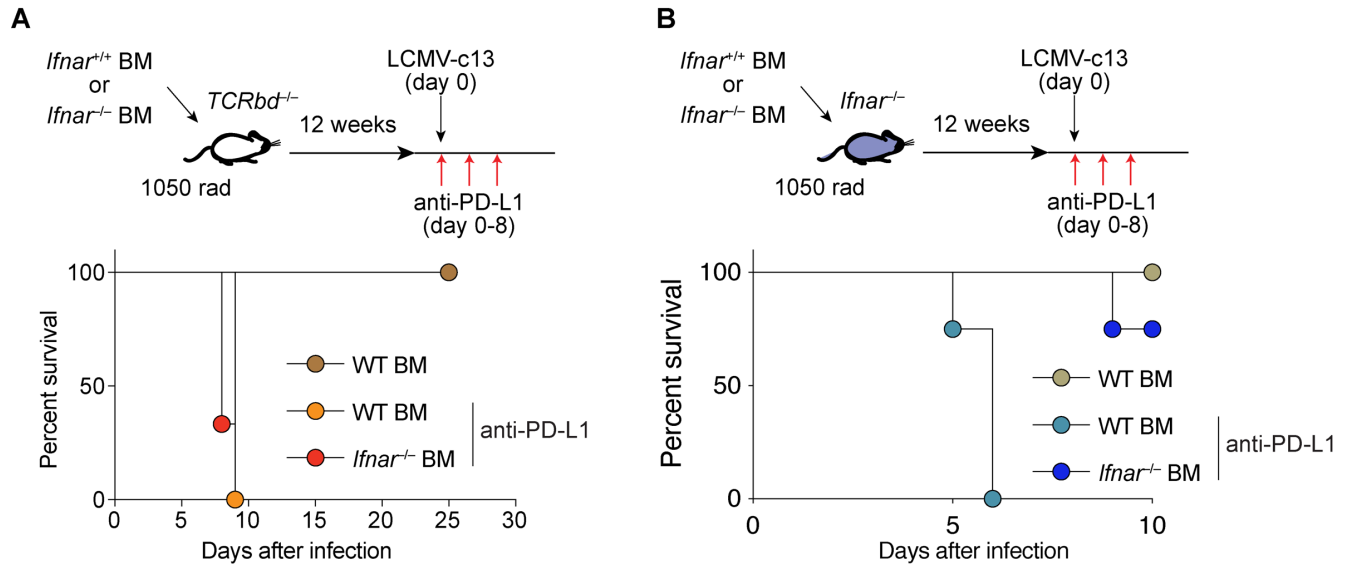 A
Ifnar+/+ BM
or
Ifnar–/– BM
TCRbd–/–
1050 rad
12 weeks
LCMV-c13
(day 0)
anti-PD-L1
(day 0-8)
Percent survival
100
50
0
0 5 10 15 20 25 30
Days after infection
WT BM
WT BM
Ifnar–/– BM
anti-PD-L1
B
Ifnar+/+ BM
or
Ifnar–/– BM
Ifnar–/–
1050 rad
12 weeks
LCMV-c13
(day 0)
anti-PD-L1
(day 0-8)
Percent survival
100
50
0
0 5 10
Days after infection
WT BM
WT BM
Ifnar–/– BM
anti-PD-L1